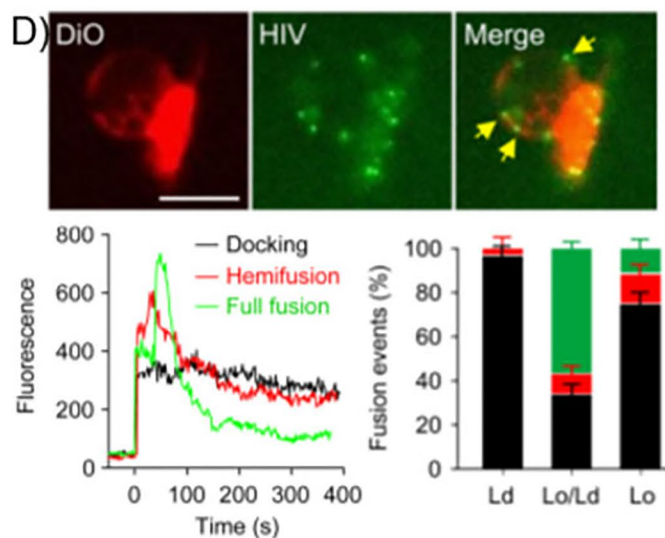 D) DiO HIV Merge
800
600
400
200
0
Fluorescence
Docking
Hemifusion
Full fusion
0 100 200 300 400
Time (s)
100
80
60
40
20
0
Fusion events (%)
Ld Lo/Ld Lo